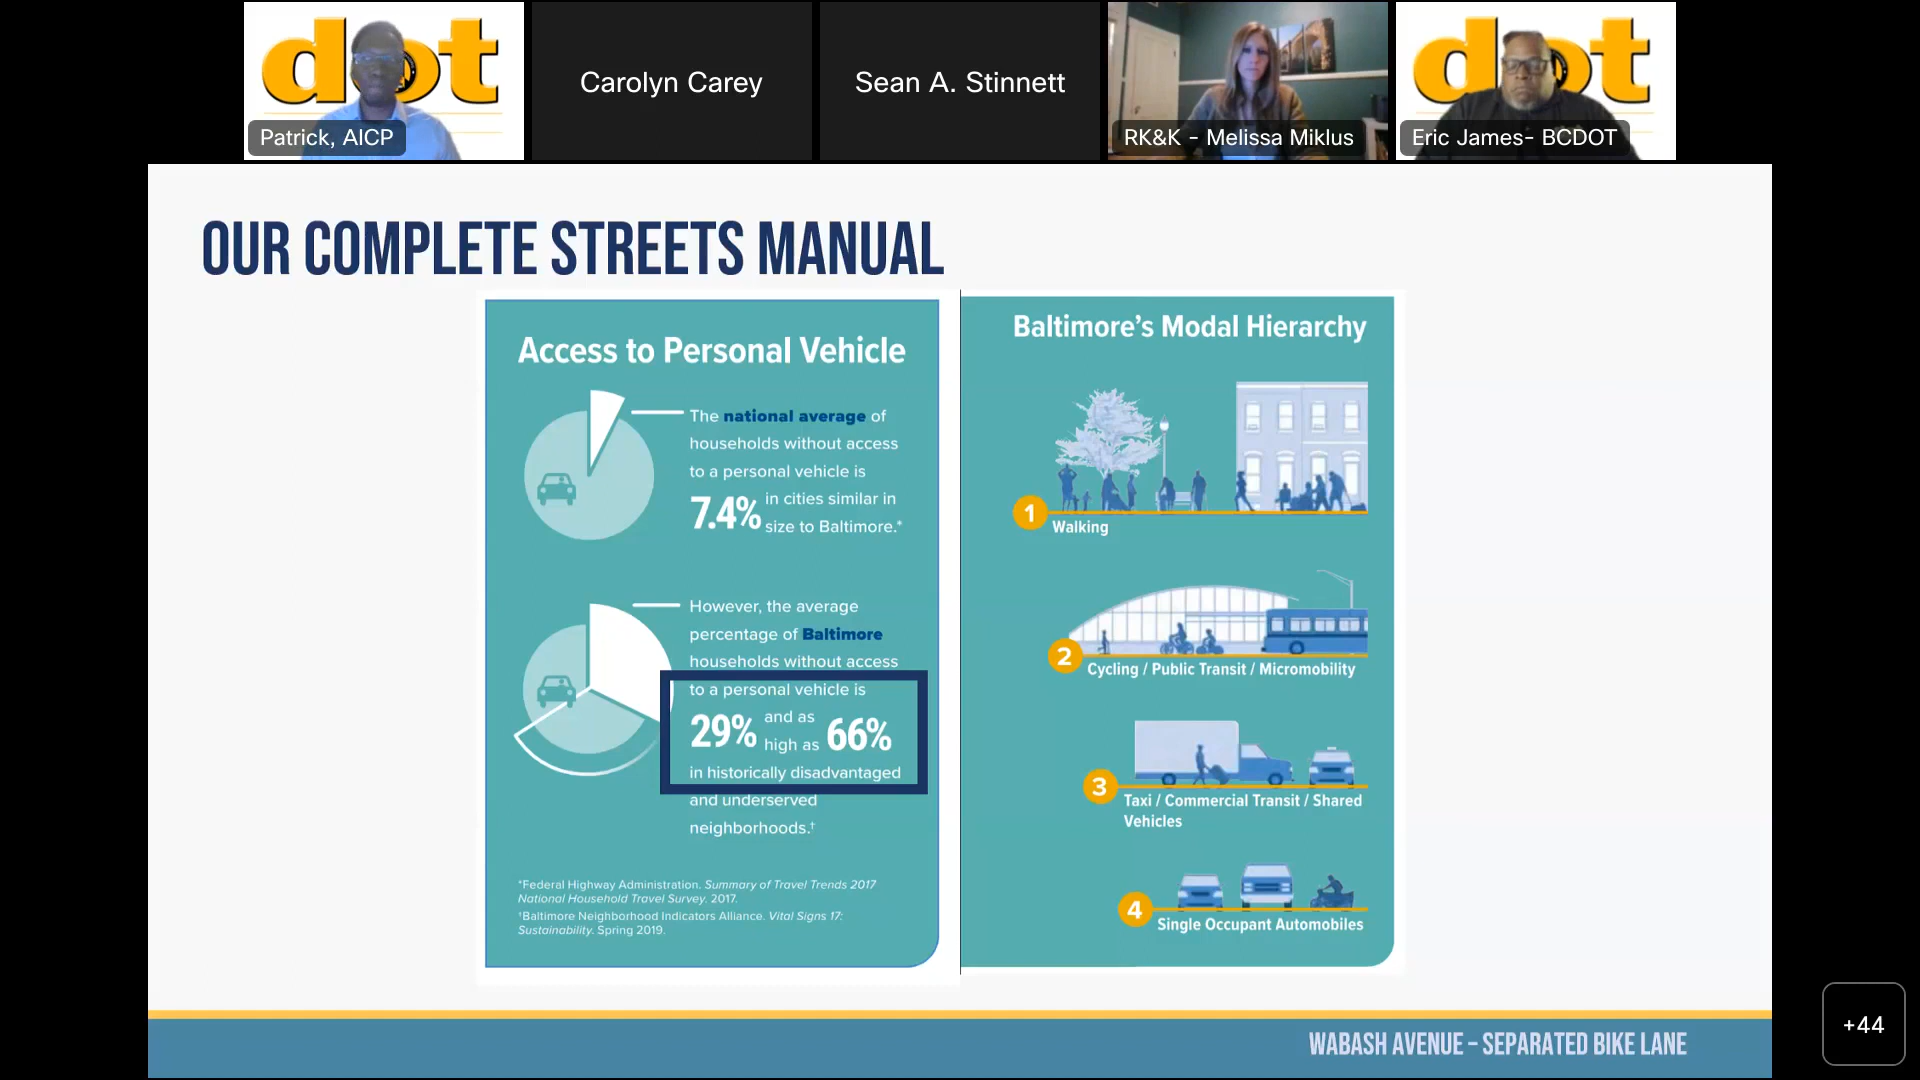 dot
Patrick, AICP
Carolyn Carey
Sean A. Stinnett
RK&K - Melissa Miklus
dot
Eric James- BCDOT
OUR COMPLETE STREETS MANUAL
Access to Personal Vehicle
The national average of
households without access
to a personal vehicle is
7.4% in cities similar in
size to Baltimore.*
However, the average
percentage of Baltimore
households without access
to a personal vehicle is
29% and as
high as 66%
in historically disadvantaged
and underserved
neighborhoods.†
*Federal Highway Administration. Summary of Travel Trends 2017
National Household Travel Survey. 2017.
†Baltimore Neighborhood Indicators Alliance. Vital Signs 17:
Sustainability. Spring 2019.
Baltimore's Modal Hierarchy
1
Walking
2
Cycling / Public Transit / Micromobility
3
Taxi / Commercial Transit / Shared
Vehicles
4
Single Occupant Automobiles
+44
WABASH AVENUE – SEPARATED BIKE LANE